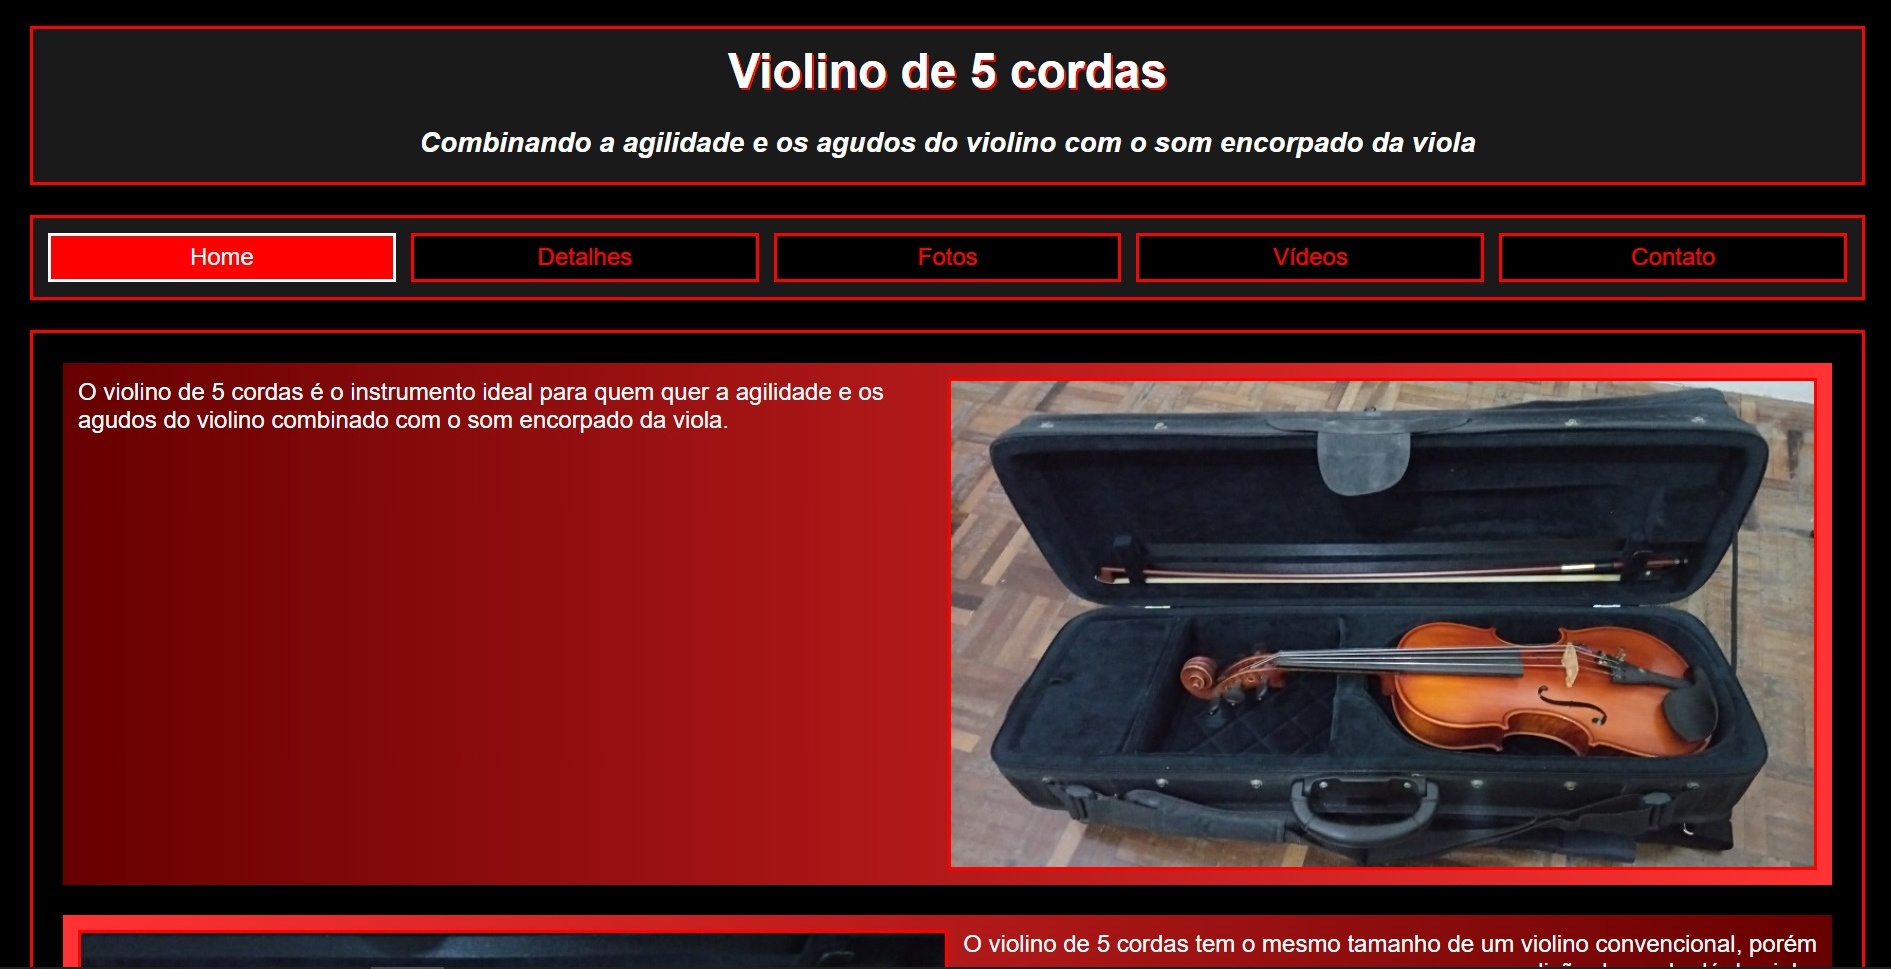 Violino de 5 cordas
Combinando a agilidade e os agudos do violino com o som encorpado da viola
Home
Detalhes
Fotos
Vídeos
Contato
O violino de 5 cordas é o instrumento ideal para quem quer a agilidade e os
agudos do violino combinado com o som encorpado da viola.
O violino de 5 cordas tem o mesmo tamanho de um violino convencional, porém